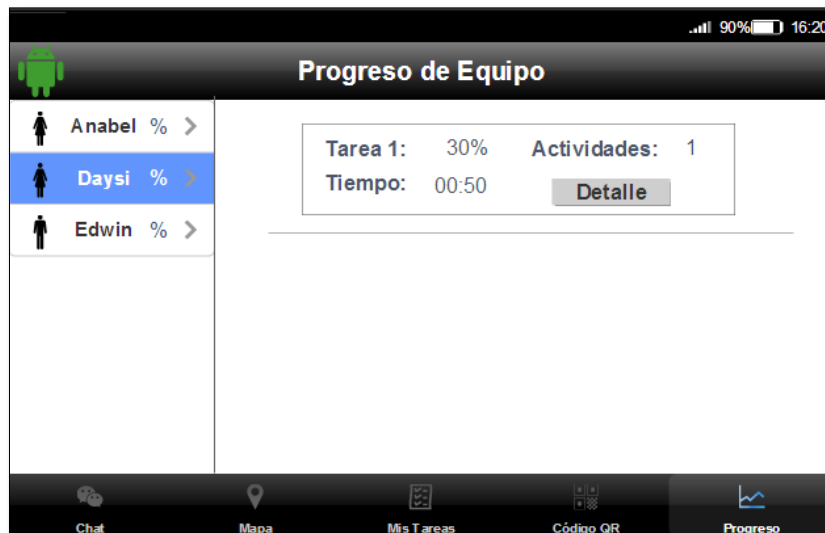 90% 16:20
Progreso de Equipo
Anabel %
Daysi %
Edwin %
Tarea 1: 30% Actividades: 1
Tiempo: 00:50 Detalle
Chat Mapa Mis Tareas Código QR Progreso